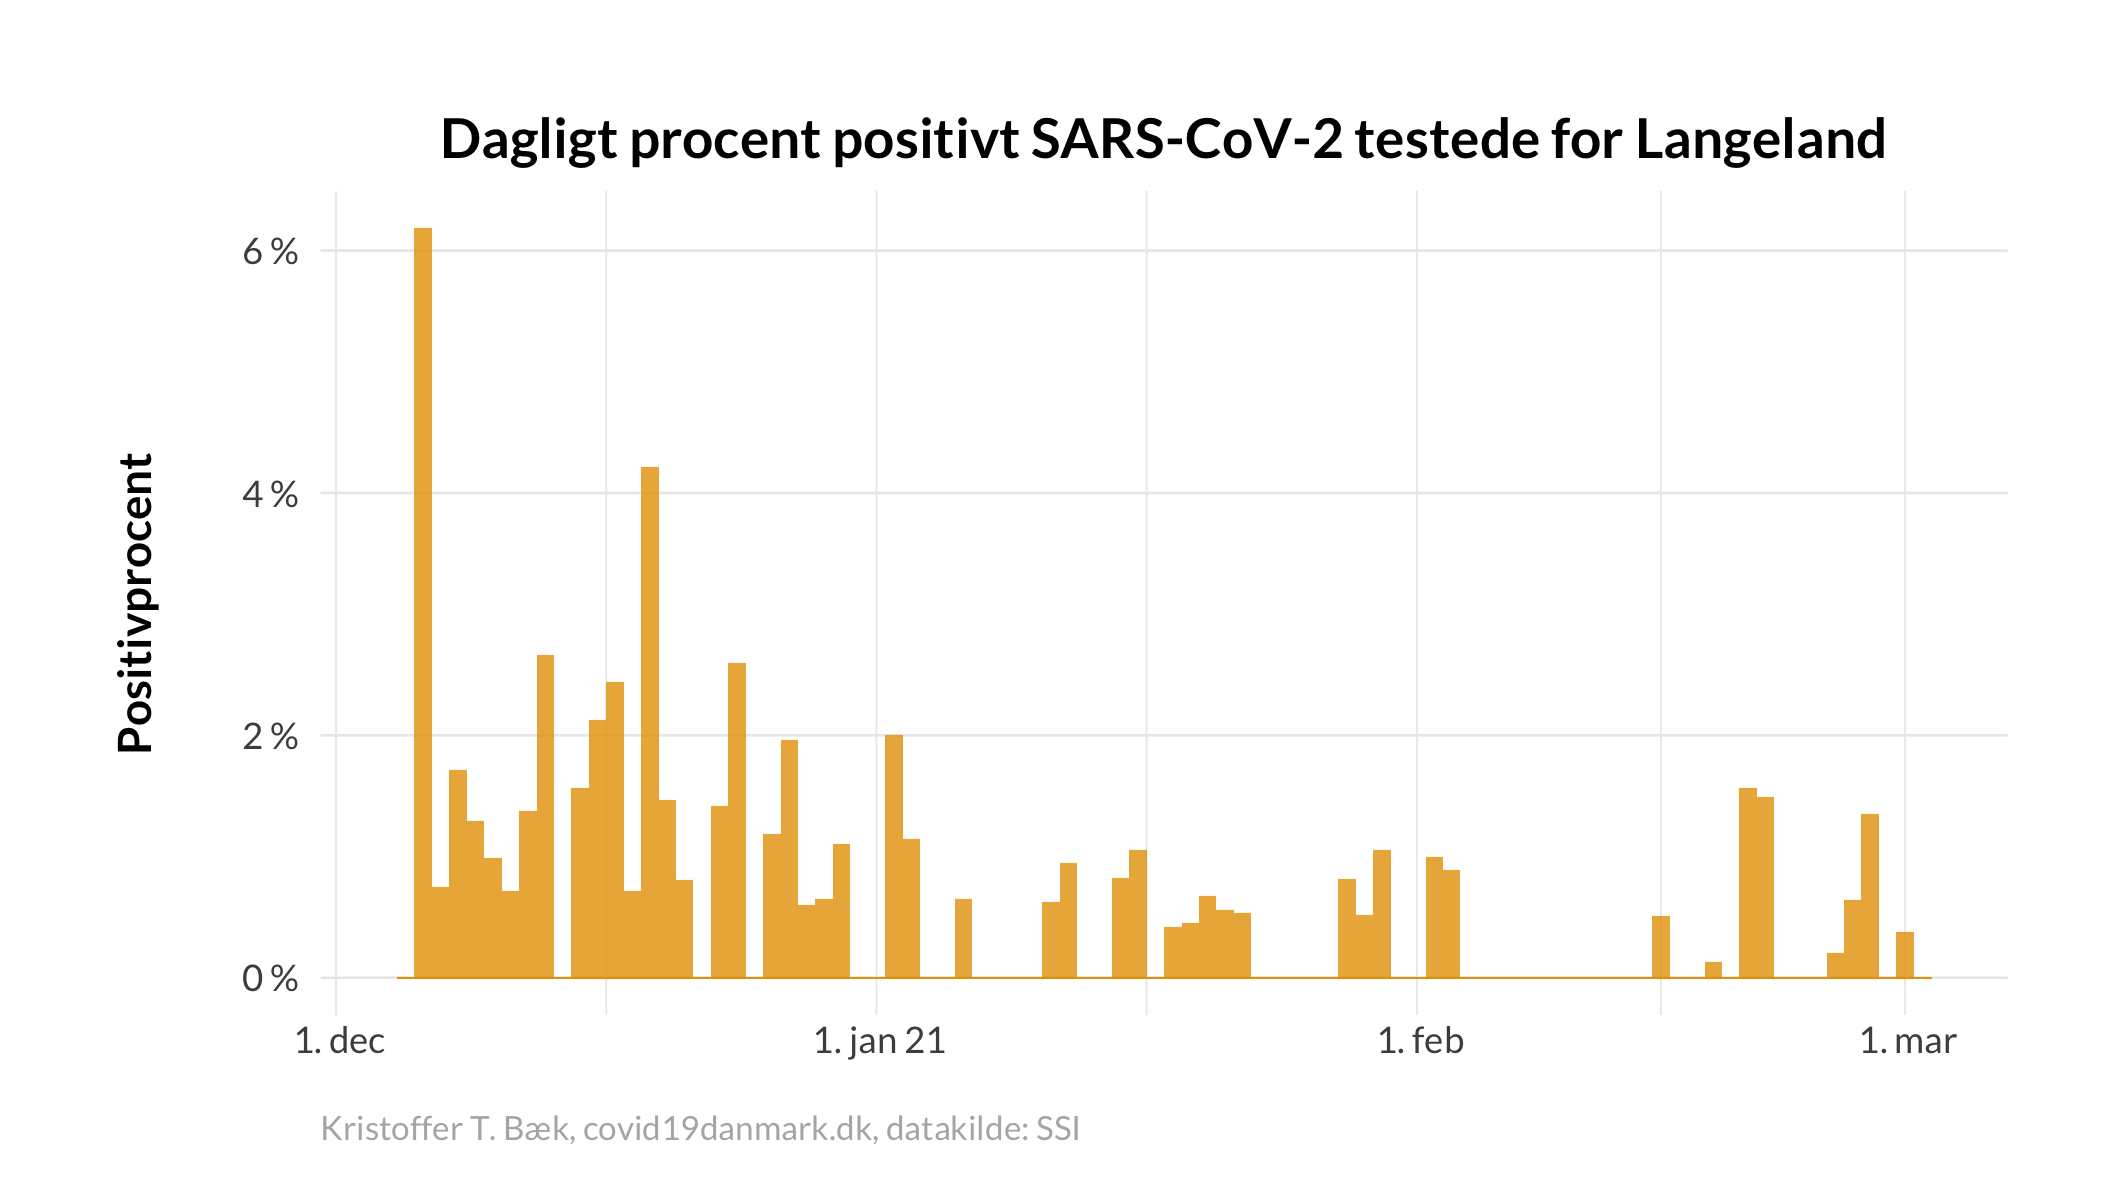 Dagligt procent positivt SARS-CoV-2 testede for Langeland
Positivprocent
6 %
4 %
2 %
0 %
1. dec
1. jan 21
1. feb
1. mar
Kristoffer T. Bæk, covid19danmark.dk, datakilde: SSI